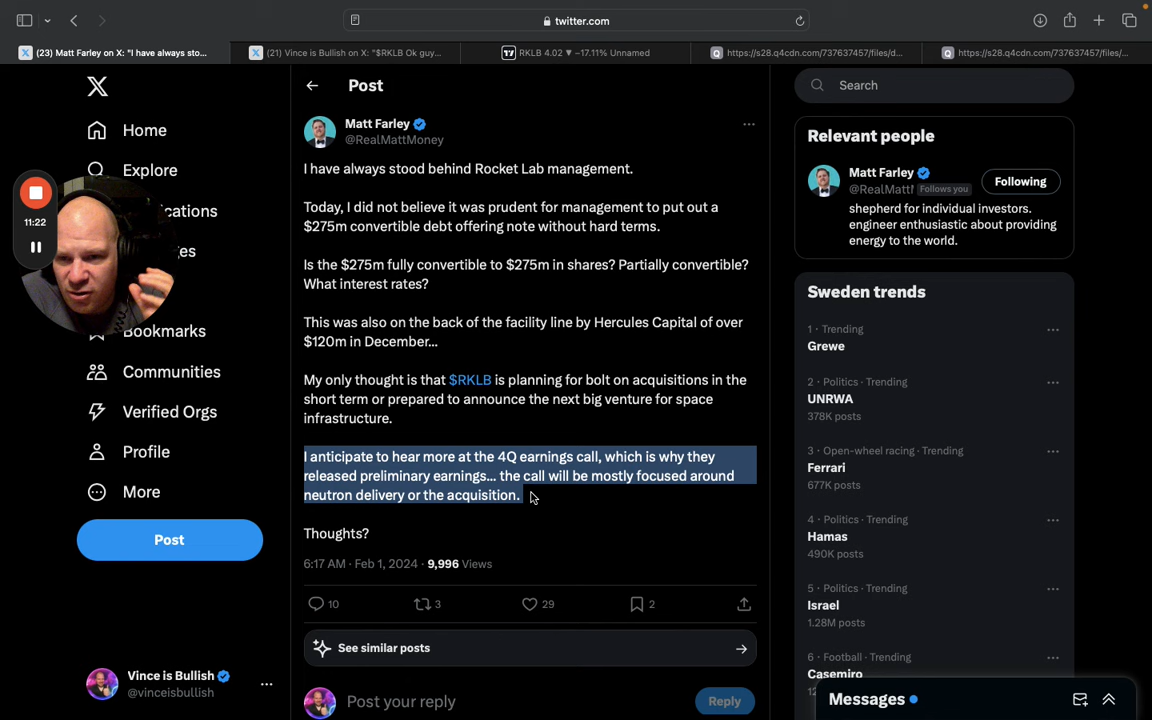 twitter.com
(23) Matt Farley on X: "I have always sto...
(21) Vince is Bullish on X: "$RKLB Ok guy...
RKLB 4.02 ▼ −17.11% Unnamed
https://s28.q4cdn.com/737637457/files/d...
https://s28.q4cdn.com/737637457/files/...
Home
Explore
ications
es
Bookmarks
Communities
Verified Orgs
Profile
More
Post
Vince is Bullish
@vinceisbullish
11:22
Post
Matt Farley
@RealMattMoney
I have always stood behind Rocket Lab management.
Today, I did not believe it was prudent for management to put out a
$275m convertible debt offering note without hard terms.
Is the $275m fully convertible to $275m in shares? Partially convertible?
What interest rates?
This was also on the back of the facility line by Hercules Capital of over
$120m in December...
My only thought is that $RKLB is planning for bolt on acquisitions in the
short term or prepared to announce the next big venture for space
infrastructure.
I anticipate to hear more at the 4Q earnings call, which is why they
released preliminary earnings... the call will be mostly focused around
neutron delivery or the acquisition.
Thoughts?
6:17 AM · Feb 1, 2024 · 9,996 Views
10
3
29
2
See similar posts
Post your reply
Reply
Search
Relevant people
Matt Farley
@RealMatt
Follows you
Following
shepherd for individual investors.
engineer enthusiastic about providing
energy to the world.
Sweden trends
1 · Trending
Grewe
2 · Politics · Trending
UNRWA
378K posts
3 · Open-wheel racing · Trending
Ferrari
677K posts
4 · Politics · Trending
Hamas
490K posts
5 · Politics · Trending
Israel
1.28M posts
6 · Football · Trending
Casemiro
Messages